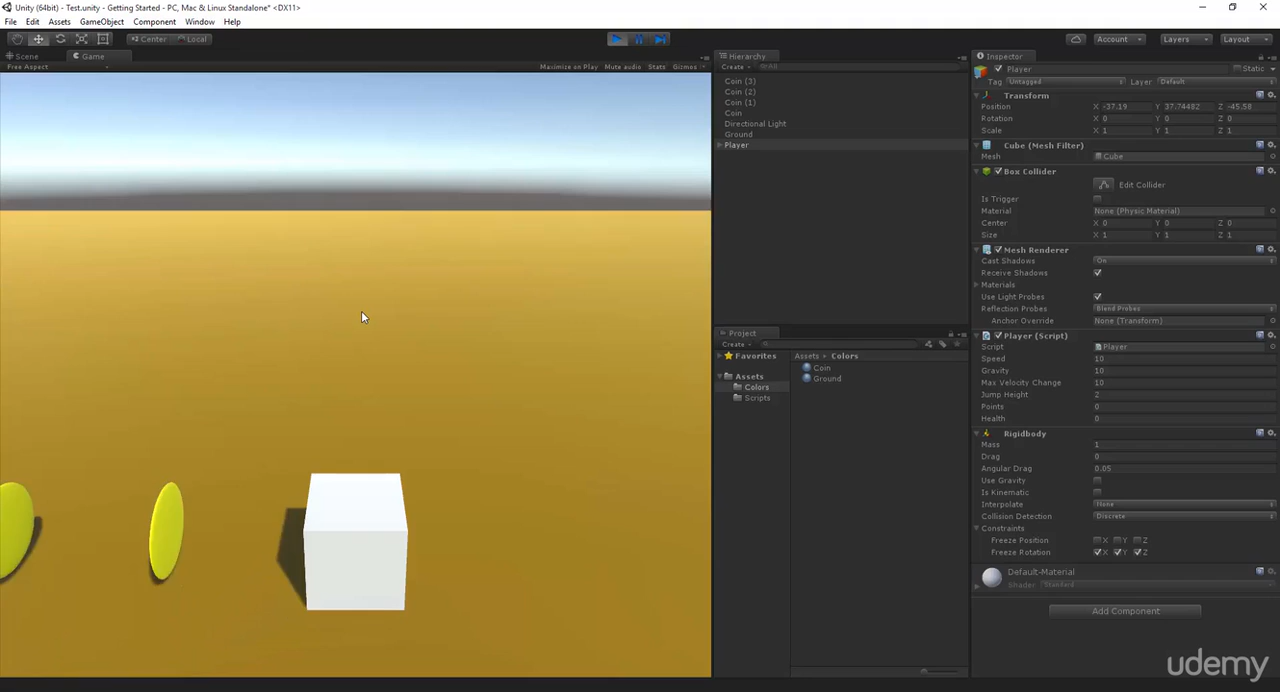 Unity (64bit) - Test.unity - Getting Started - PC, Mac & Linux Standalone* <DX11>
File Edit Assets GameObject Component Window Help
Center Local Account Layers Layout
Scene Game Hierarchy Inspector
Free Aspect Maximize on Play Mute audio Stats Gizmos Create All Player Static
Tag Untagged Layer Default
Coin (3)
Coin (2)
Coin (1)
Coin
Directional Light
Ground
Player
Transform
Position X -37.19 Y 37.74482 Z -45.58
Rotation X 0 Y 0 Z 0
Scale X 1 Y 1 Z 1
Cube (Mesh Filter)
Mesh Cube
Box Collider
Edit Collider
Is Trigger
Material None (Physic Material)
Center X 0 Y 0 Z 0
Size X 1 Y 1 Z 1
Mesh Renderer
Cast Shadows On
Receive Shadows
Materials
Use Light Probes
Reflection Probes Blend Probes
Anchor Override None (Transform)
Project
Create
Favorites
Assets
Colors
Scripts
Assets Colors
Coin
Ground
Player (Script)
Script Player
Speed 10
Gravity 10
Max Velocity Change 10
Jump Height 2
Points 0
Health 0
Rigidbody
Mass 1
Drag 0
Angular Drag 0.05
Use Gravity
Is Kinematic
Interpolate None
Collision Detection Discrete
Constraints
Freeze Position X Y Z
Freeze Rotation X Y Z
Default-Material
Shader Standard
Add Component
udemy